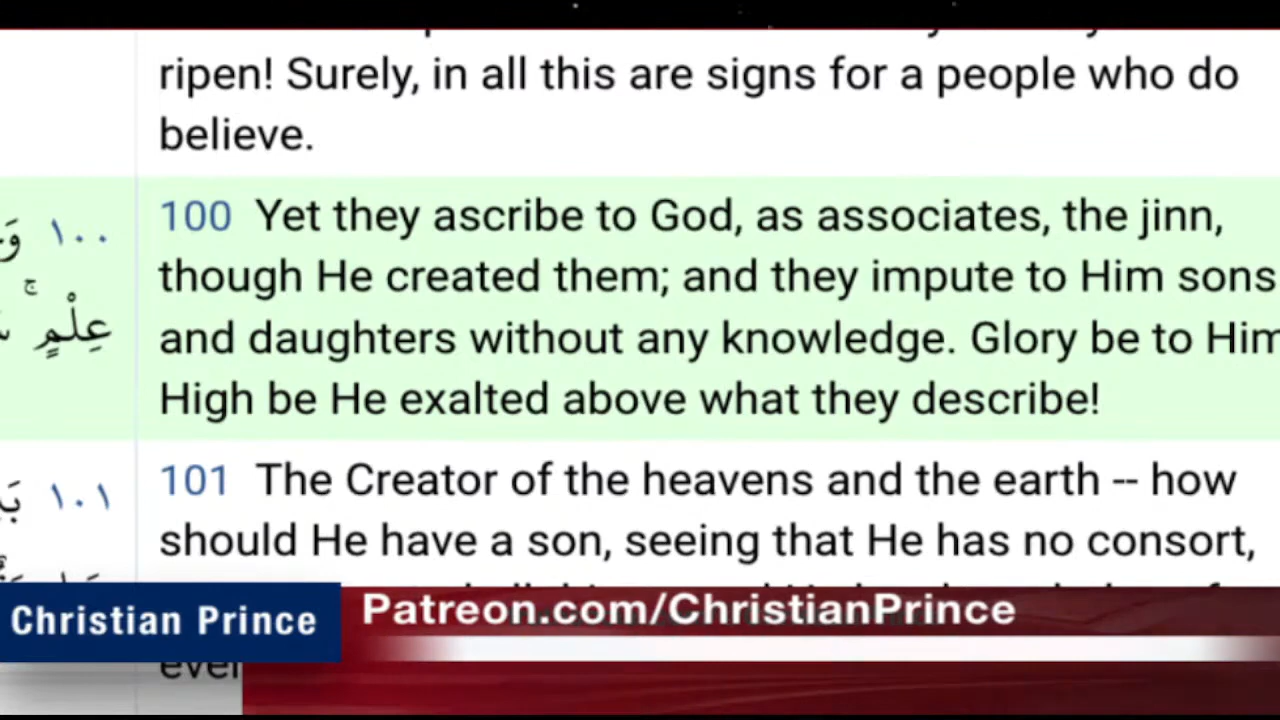 ripen! Surely, in all this are signs for a people who do
believe.
١٠٠
100 Yet they ascribe to God, as associates, the jinn,
though He created them; and they impute to Him sons
عِلْمٍ ۚ
and daughters without any knowledge. Glory be to Him
High be He exalted above what they describe!
١٠١
101 The Creator of the heavens and the earth -- how
should He have a son, seeing that He has no consort,
Christian Prince
Patreon.com/ChristianPrince